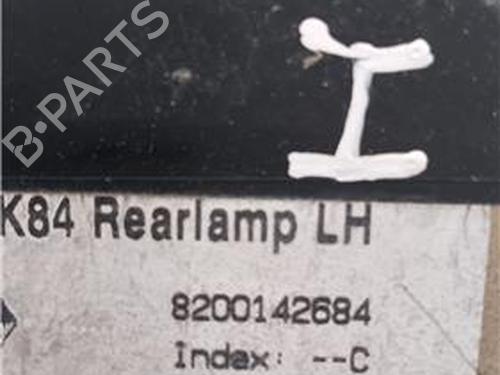 B-PARTS
I
K84 Rearlamp LH
8200142684
Index: --C